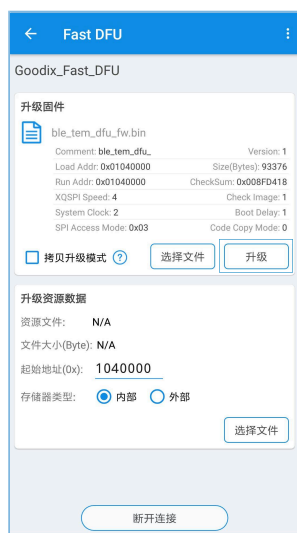 Fast DFU
Goodix_Fast_DFU
升级固件
ble_tem_dfu_fw.bin
Comment: ble_tem_dfu_ Version: 1
Load Addr: 0x01040000 Size(Bytes): 93376
Run Addr: 0x01040000 CheckSum: 0x008FD418
XQSPI Speed: 4 Check Image: 1
System Clock: 2 Boot Delay: 1
SPI Access Mode: 0x03 Code Copy Mode: 0
拷贝升级模式 ? 选择文件 升级
升级资源数据
资源文件: N/A
文件大小(Byte): N/A
起始地址(0x): 1040000
存储器类型: 内部 外部
选择文件
断开连接